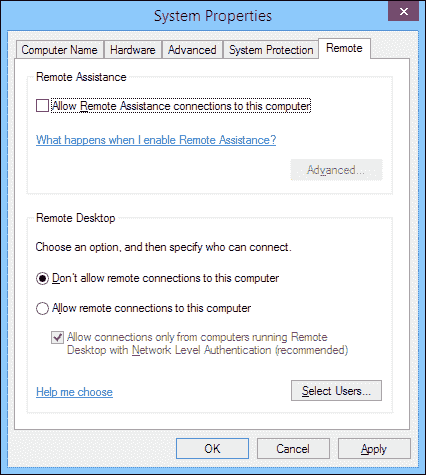 System Properties
Computer Name Hardware Advanced System Protection Remote
Remote Assistance
Allow Remote Assistance connections to this computer
What happens when I enable Remote Assistance?
Advanced...
Remote Desktop
Choose an option, and then specify who can connect.
Don't allow remote connections to this computer
Allow remote connections to this computer
Allow connections only from computers running Remote
Desktop with Network Level Authentication (recommended)
Help me choose Select Users...
OK Cancel Apply